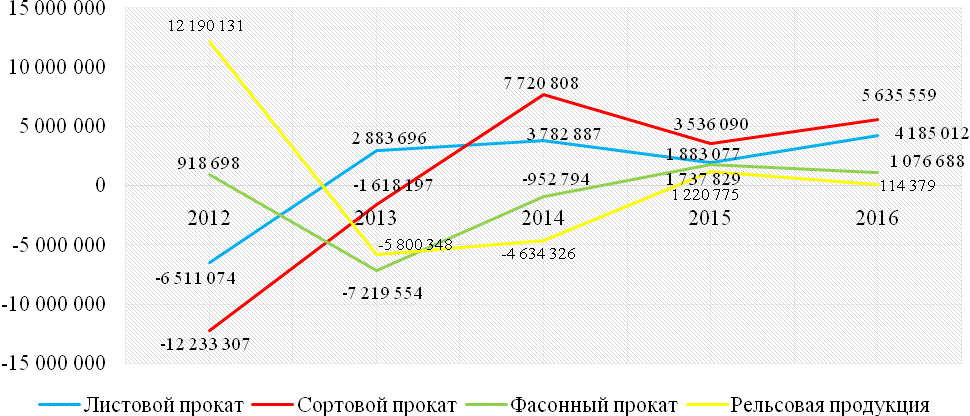 15 000 000
12 190 131
10 000 000
7 720 808
5 635 559
5 000 000
2 883 696
3 782 887
3 536 090
4 185 012
918 698
1 883 077
1 076 688
0
-1 618 197
-952 794
1 737 829
114 379
1 220 775
2012 2013 2014 2015 2016
-5 000 000
-5 800 348
-4 634 326
-6 511 074
-7 219 554
-10 000 000
-12 233 307
-15 000 000
Листовой прокат Сортовой прокат Фасонный прокат Рельсовая продукция